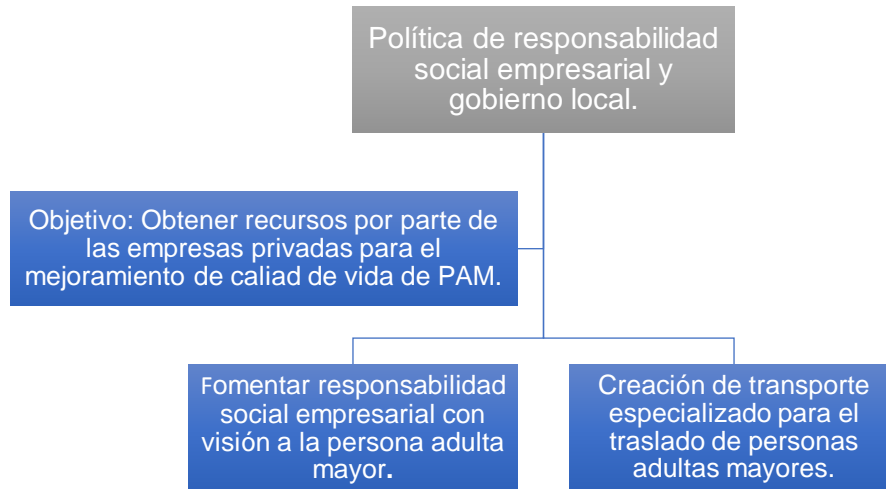 Política de responsabilidad
social empresarial y
gobierno local.
Objetivo: Obtener recursos por parte de
las empresas privadas para el
mejoramiento de caliad de vida de PAM.
Fomentar responsabilidad
social empresarial con
visión a la persona adulta
mayor.
Creación de transporte
especializado para el
traslado de personas
adultas mayores.